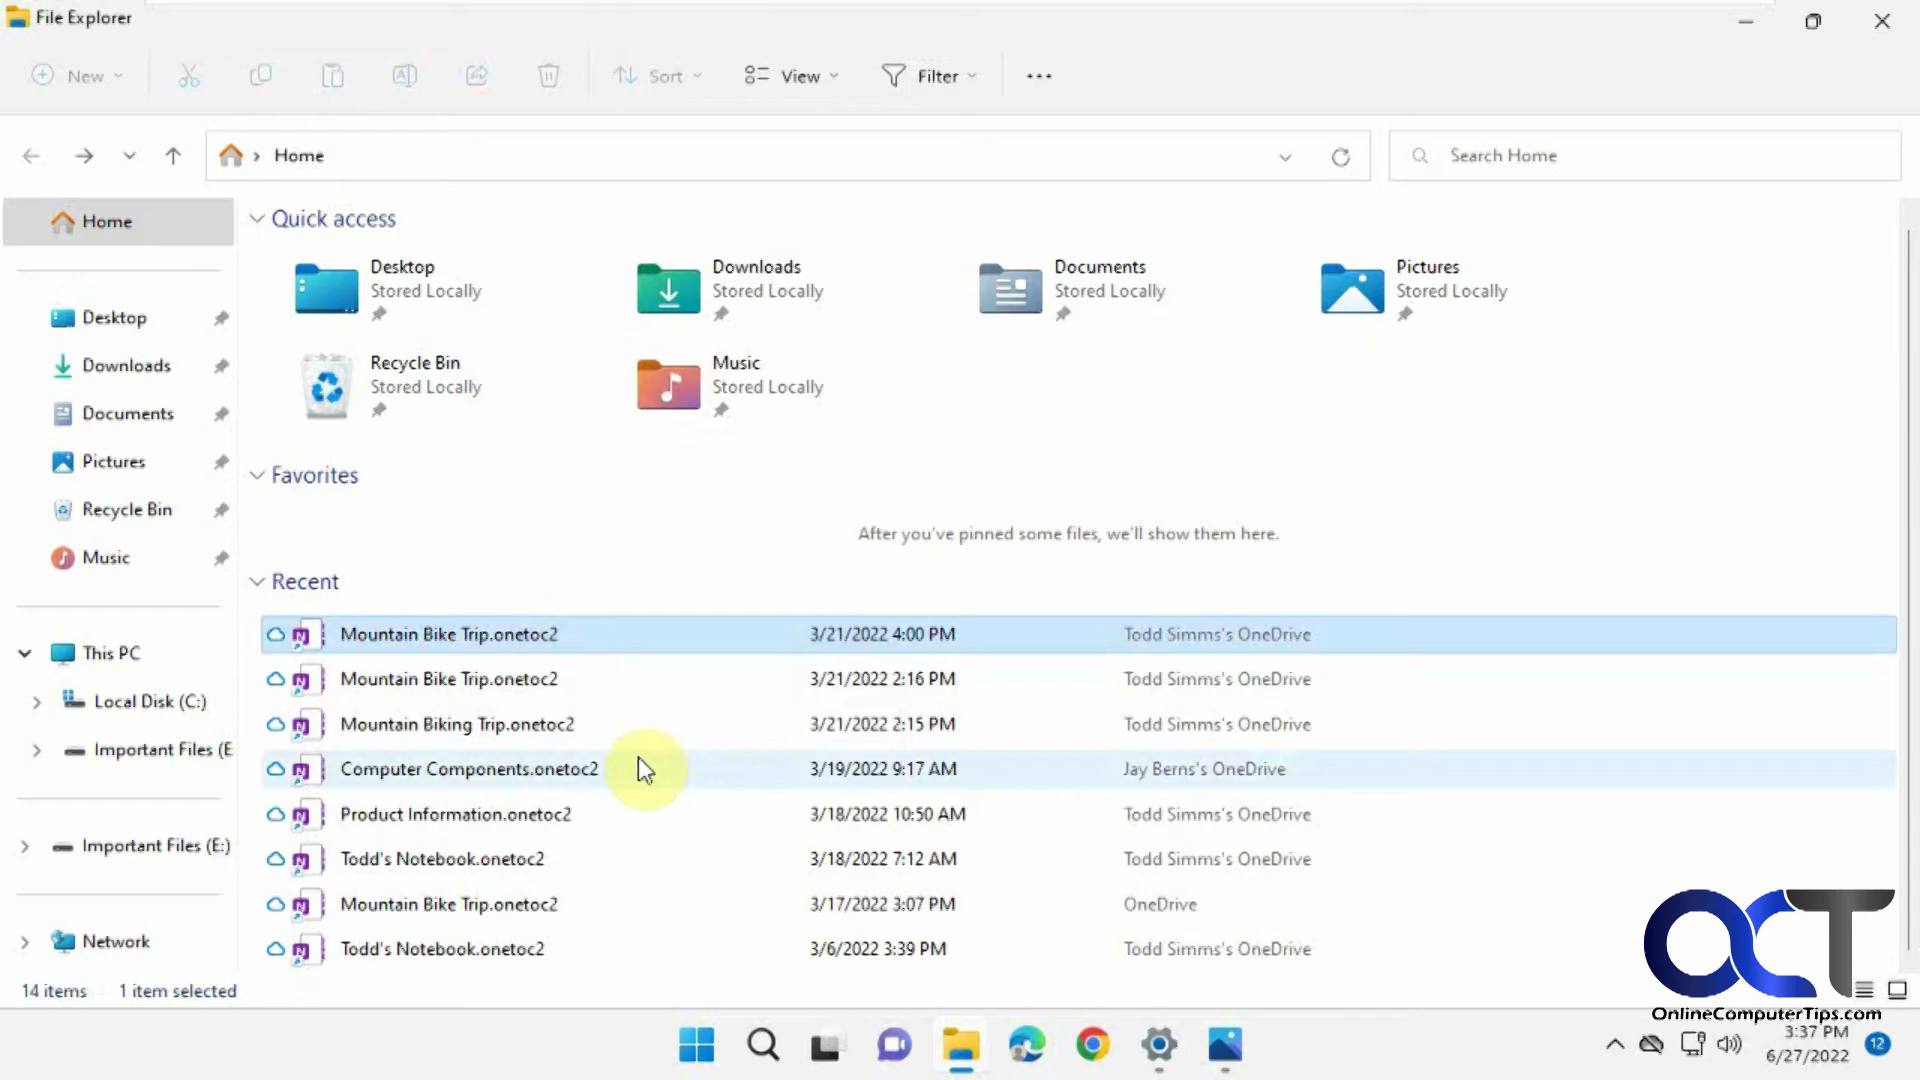 File Explorer
New
Sort
View
Filter
Home
Search Home
Home
Desktop
Downloads
Documents
Pictures
Recycle Bin
Music
This PC
Local Disk (C:)
Important Files (E
Important Files (E:)
Network
Quick access
Desktop
Stored Locally
Downloads
Stored Locally
Documents
Stored Locally
Pictures
Stored Locally
Recycle Bin
Stored Locally
Music
Stored Locally
Favorites
After you've pinned some files, we'll show them here.
Recent
Mountain Bike Trip.onetoc2 3/21/2022 4:00 PM Todd Simms's OneDrive
Mountain Bike Trip.onetoc2 3/21/2022 2:16 PM Todd Simms's OneDrive
Mountain Biking Trip.onetoc2 3/21/2022 2:15 PM Todd Simms's OneDrive
Computer Components.onetoc2 3/19/2022 9:17 AM Jay Berns's OneDrive
Product Information.onetoc2 3/18/2022 10:50 AM Todd Simms's OneDrive
Todd's Notebook.onetoc2 3/18/2022 7:12 AM Todd Simms's OneDrive
Mountain Bike Trip.onetoc2 3/17/2022 3:07 PM OneDrive
Todd's Notebook.onetoc2 3/6/2022 3:39 PM Todd Simms's OneDrive
14 items 1 item selected
OCT
OnlineComputerTips.com
3:37 PM
6/27/2022
12